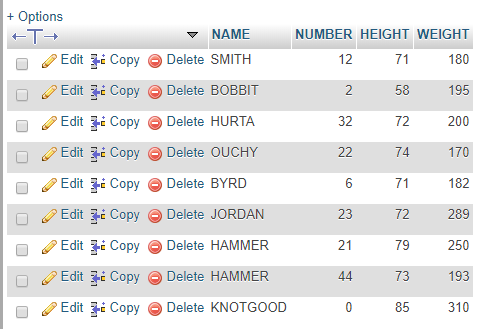 + Options
NAME NUMBER HEIGHT WEIGHT
Edit Copy Delete SMITH 12 71 180
Edit Copy Delete BOBBIT 2 58 195
Edit Copy Delete HURTA 32 72 200
Edit Copy Delete OUCHY 22 74 170
Edit Copy Delete BYRD 6 71 182
Edit Copy Delete JORDAN 23 72 289
Edit Copy Delete HAMMER 21 79 250
Edit Copy Delete HAMMER 44 73 193
Edit Copy Delete KNOTGOOD 0 85 310